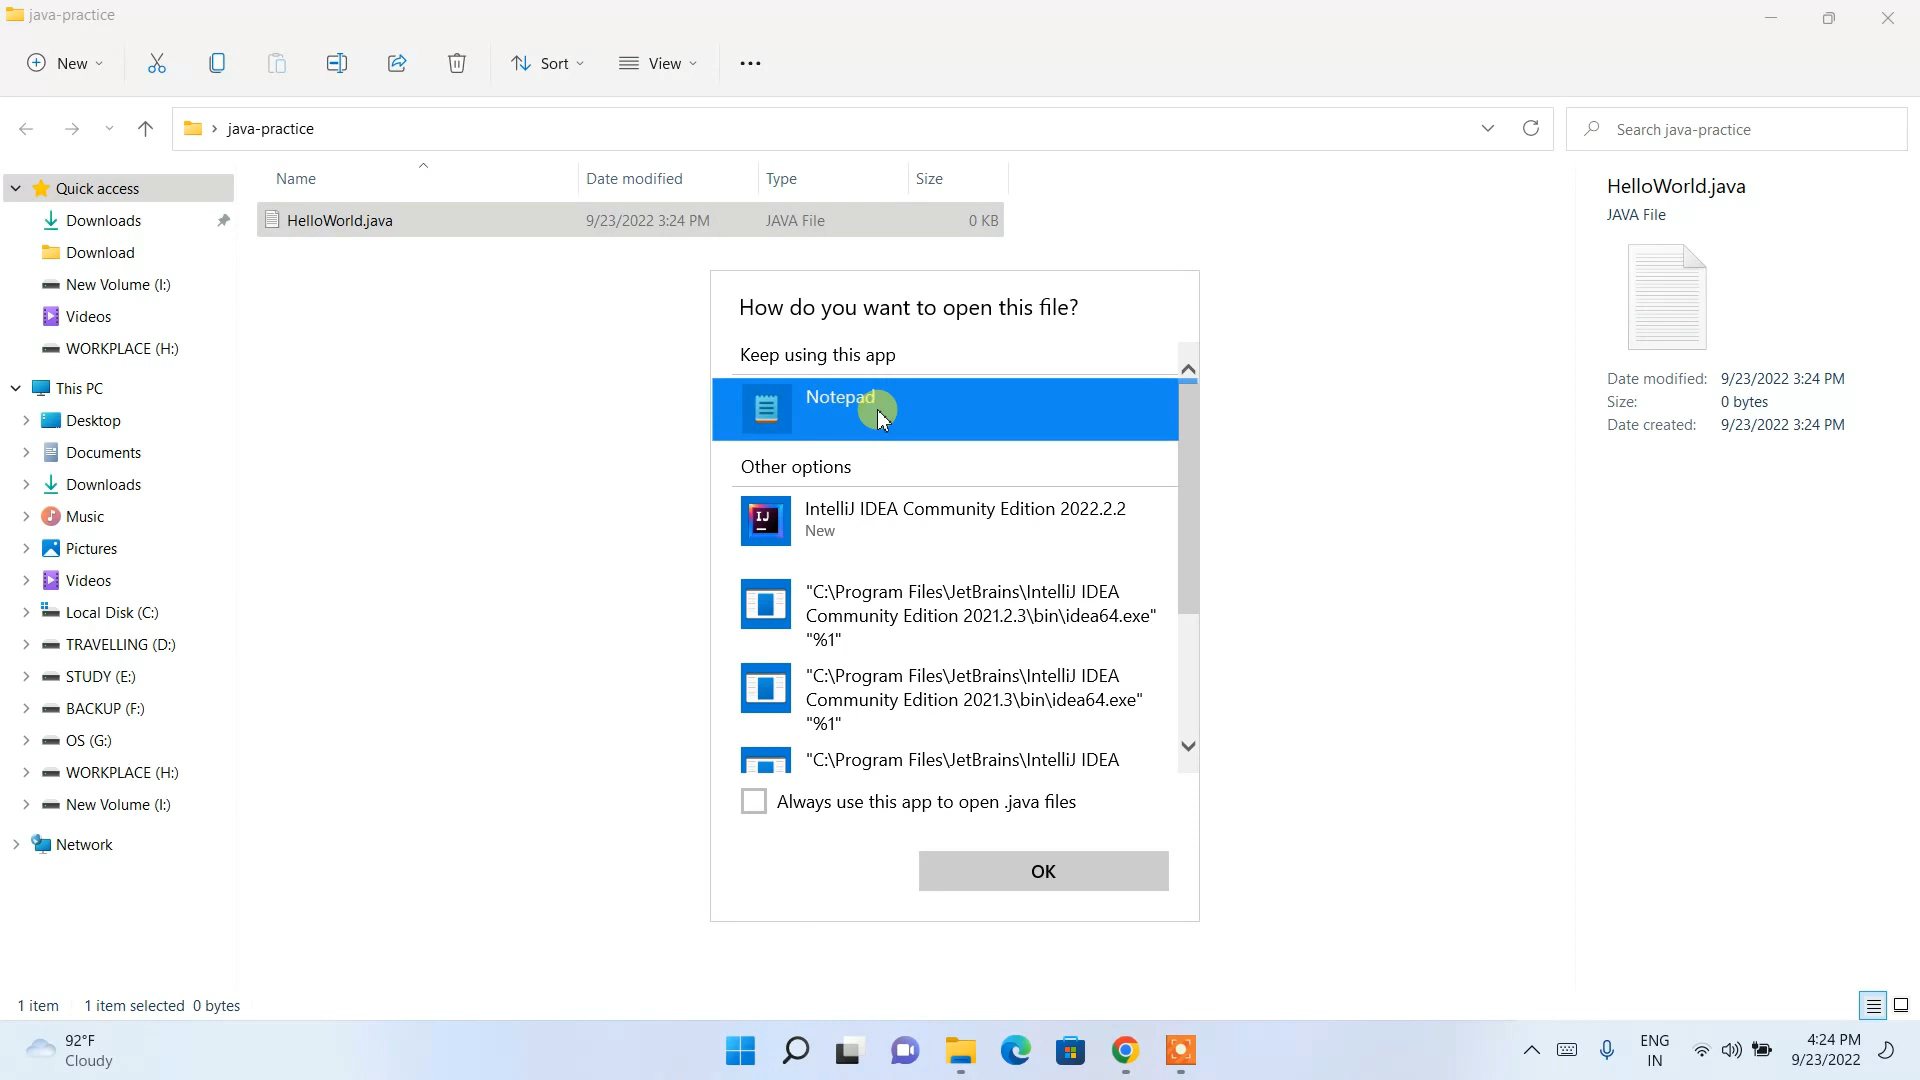 java-practice
New
Sort
View
java-practice
Search java-practice
Quick access
Downloads
Download
New Volume (I:)
Videos
WORKPLACE (H:)
This PC
Desktop
Documents
Downloads
Music
Pictures
Videos
Local Disk (C:)
TRAVELLING (D:)
STUDY (E:)
BACKUP (F:)
OS (G:)
WORKPLACE (H:)
New Volume (I:)
Network
Name Date modified Type Size
HelloWorld.java 9/23/2022 3:24 PM JAVA File 0 KB
How do you want to open this file?
Keep using this app
Notepad
Other options
IJ
IntelliJ IDEA Community Edition 2022.2.2
New
"C:\Program Files\JetBrains\IntelliJ IDEA
Community Edition 2021.2.3\bin\idea64.exe"
"%1"
"C:\Program Files\JetBrains\IntelliJ IDEA
Community Edition 2021.3\bin\idea64.exe"
"%1"
"C:\Program Files\JetBrains\IntelliJ IDEA
Always use this app to open .java files
OK
HelloWorld.java
JAVA File
Date modified: 9/23/2022 3:24 PM
Size: 0 bytes
Date created: 9/23/2022 3:24 PM
1 item 1 item selected 0 bytes
92°F
Cloudy
ENG
IN
4:24 PM
9/23/2022